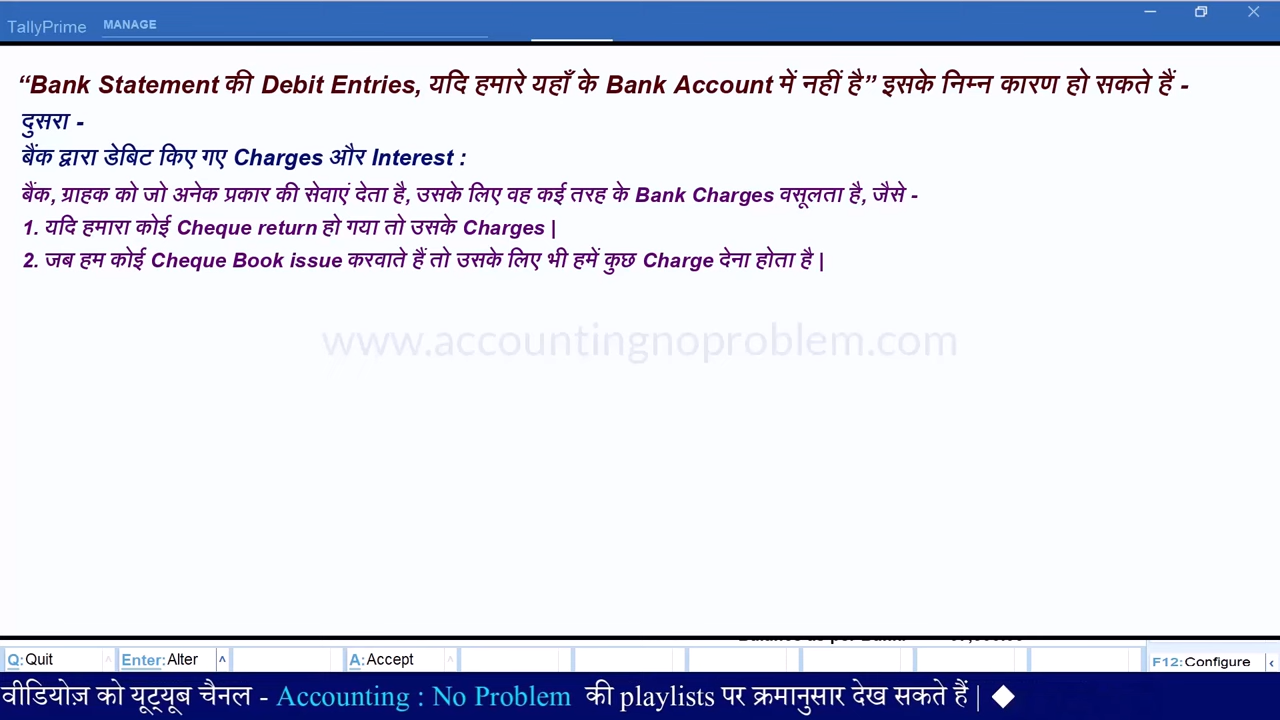 TallyPrime MANAGE
“Bank Statement की Debit Entries, यदि हमारे यहाँ के Bank Account में नहीं है” इसके निम्न कारण हो सकते हैं -
दुसरा -
बैंक द्वारा डेबिट किए गए Charges और Interest :
बैंक, ग्राहक को जो अनेक प्रकार की सेवाएं देता है, उसके लिए वह कई तरह के Bank Charges वसूलता है, जैसे -
1. यदि हमारा कोई Cheque return हो गया तो उसके Charges |
2. जब हम कोई Cheque Book issue करवाते हैं तो उसके लिए भी हमें कुछ Charge देना होता है |
www.accountingnoproblem.com
Q:Quit Enter:Alter A:Accept F12:Configure
वीडियोज़ को यूट्यूब चैनल - Accounting : No Problem की playlists पर क्रमानुसार देख सकते हैं | ◆